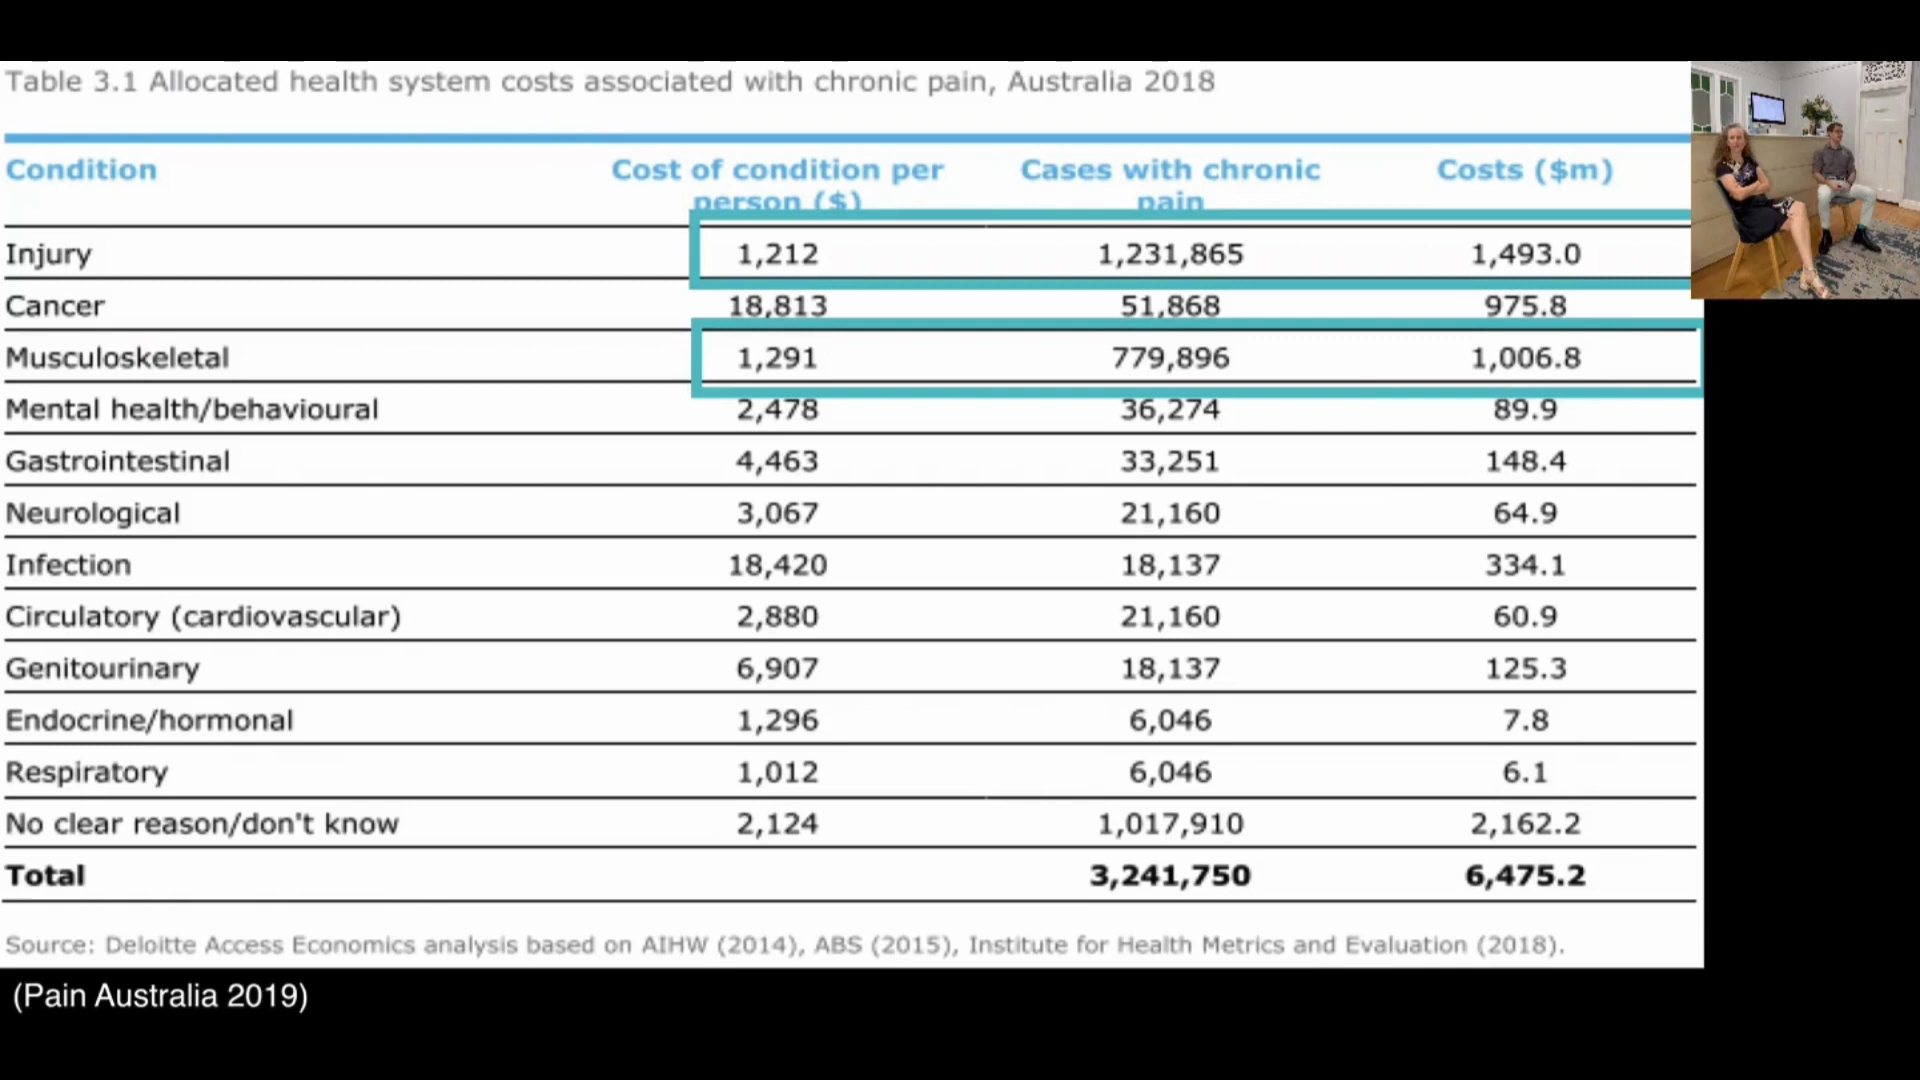 Table 3.1 Allocated health system costs associated with chronic pain, Australia 2018
Condition Cost of condition per person ($) Cases with chronic pain Costs ($m)
Injury 1,212 1,231,865 1,493.0
Cancer 18,813 51,868 975.8
Musculoskeletal 1,291 779,896 1,006.8
Mental health/behavioural 2,478 36,274 89.9
Gastrointestinal 4,463 33,251 148.4
Neurological 3,067 21,160 64.9
Infection 18,420 18,137 334.1
Circulatory (cardiovascular) 2,880 21,160 60.9
Genitourinary 6,907 18,137 125.3
Endocrine/hormonal 1,296 6,046 7.8
Respiratory 1,012 6,046 6.1
No clear reason/don't know 2,124 1,017,910 2,162.2
Total 3,241,750 6,475.2
Source: Deloitte Access Economics analysis based on AIHW (2014), ABS (2015), Institute for Health Metrics and Evaluation (2018).
(Pain Australia 2019)